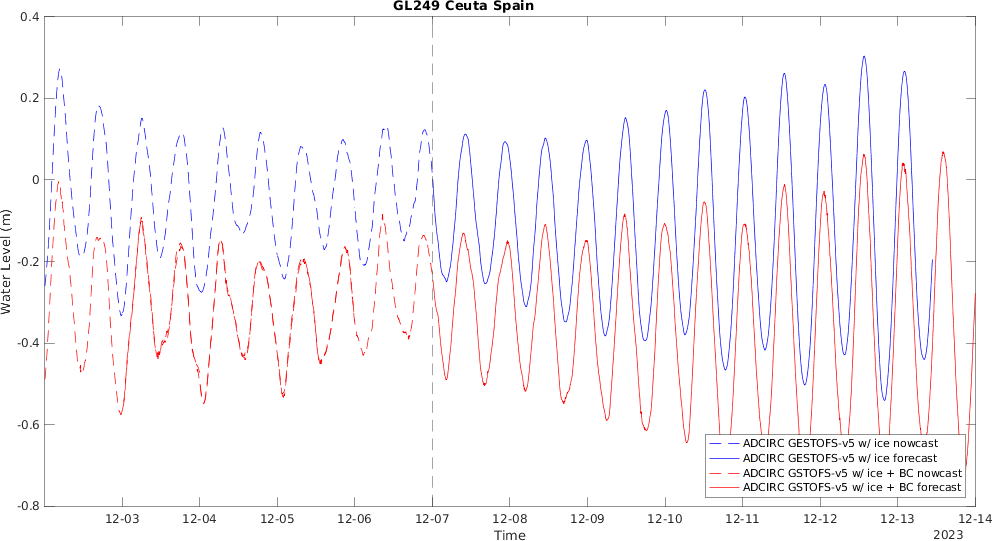 GL249 Ceuta Spain
0.4
0.2
0
-0.2
-0.4
-0.6
-0.8
Water Level (m)
ADCIRC GESTOFS-v5 w/ ice nowcast
ADCIRC GESTOFS-v5 w/ ice forecast
ADCIRC GSTOFS-v5 w/ ice + BC nowcast
ADCIRC GSTOFS-v5 w/ ice + BC forecast
12-03 12-04 12-05 12-06 12-07 12-08 12-09 12-10 12-11 12-12 12-13 12-14
Time
2023